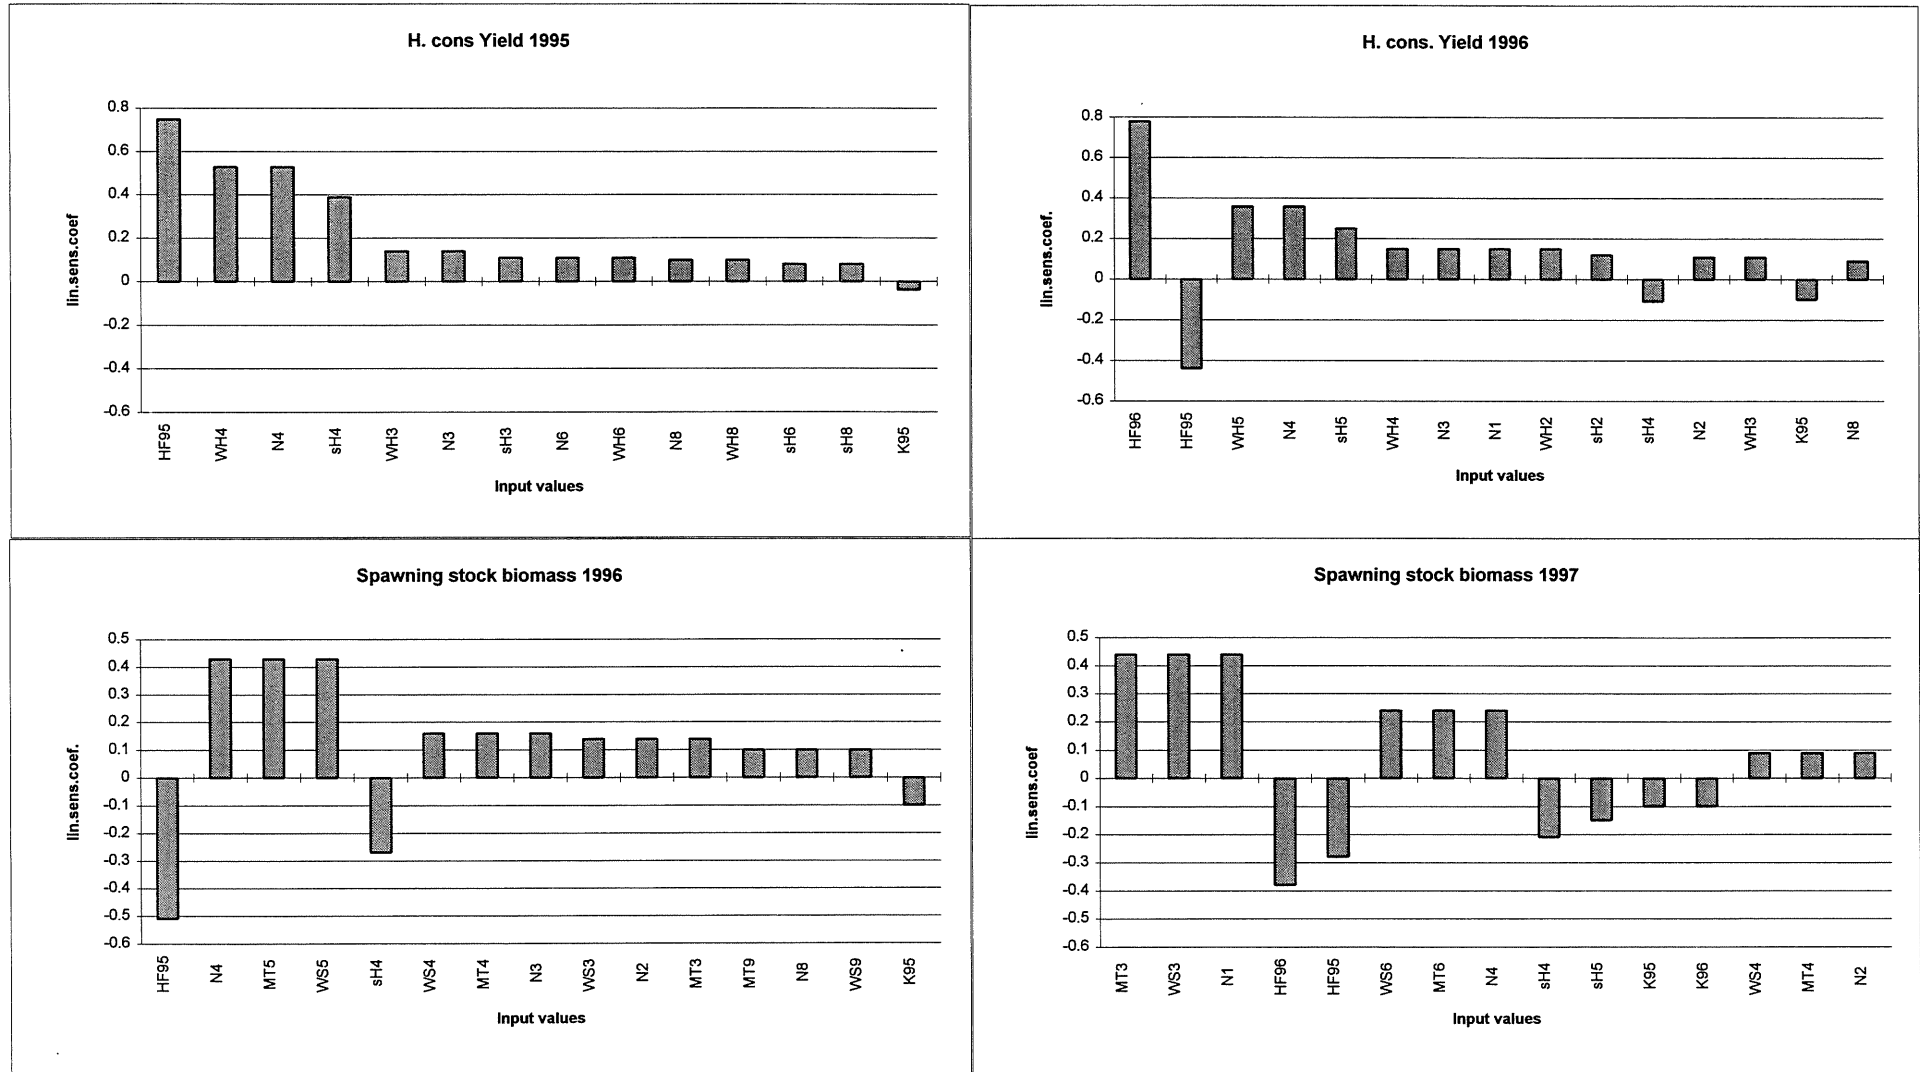 H. cons Yield 1995
0.8
0.6
0.4
0.2
0
-0.2
-0.4
-0.6
lin.sens.coef
HF95 WH4 N4 sH4 WH3 N3 sH3 N6 WH6 N8 WH8 sH6 sH8 K95
Input values
H. cons. Yield 1996
0.8
0.6
0.4
0.2
0
-0.2
-0.4
-0.6
lin.sens.coef.
HF96 HF95 WH5 N4 sH5 WH4 N3 N1 WH2 sH2 sH4 N2 WH3 K95 N8
Input values
Spawning stock biomass 1996
0.5
0.4
0.3
0.2
0.1
0
-0.1
-0.2
-0.3
-0.4
-0.5
-0.6
lin.sens.coef.
HF95 N4 MT5 WS5 sH4 WS4 MT4 N3 WS3 N2 MT3 MT9 N8 WS9 K95
Input values
Spawning stock biomass 1997
0.5
0.4
0.3
0.2
0.1
0
-0.1
-0.2
-0.3
-0.4
-0.5
-0.6
lin.sens.coef
MT3 WS3 N1 HF96 HF95 WS6 MT6 N4 sH4 sH5 K95 K96 WS4 MT4 N2
Input values